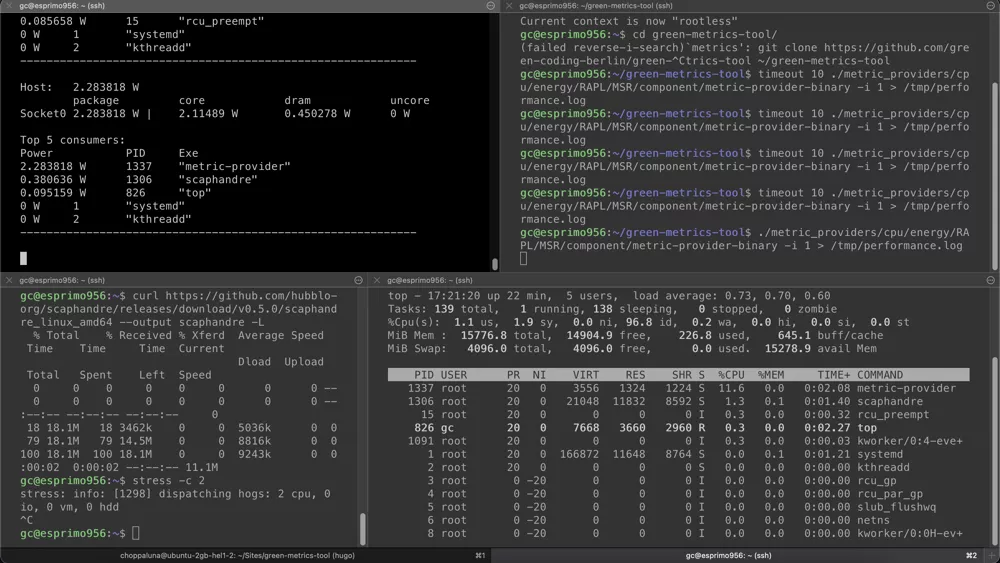 gc@esprimo956: ~ (ssh)
0.085658 W 15 "rcu_preempt"
0 W 1 "systemd"
0 W 2 "kthreadd"
------------------------------------------------------------
Host: 2.283818 W
package core dram uncore
Socket0 2.283818 W | 2.11489 W 0.450278 W 0 W
Top 5 consumers:
Power PID Exe
2.283818 W 1337 "metric-provider"
0.380636 W 1306 "scaphandre"
0.095159 W 826 "top"
0 W 1 "systemd"
0 W 2 "kthreadd"
------------------------------------------------------------
gc@esprimo956: ~/green-metrics-tool (ssh)
Current context is now "rootless"
gc@esprimo956:~$ cd green-metrics-tool/
(failed reverse-i-search)`metrics': git clone https://github.com/gre
en-coding-berlin/green-^Ctrics-tool ~/green-metrics-tool
gc@esprimo956:~/green-metrics-tool$ timeout 10 ./metric_providers/cp
u/energy/RAPL/MSR/component/metric-provider-binary -i 1 > /tmp/perfo
rmance.log
gc@esprimo956:~/green-metrics-tool$ timeout 10 ./metric_providers/cp
u/energy/RAPL/MSR/component/metric-provider-binary -i 1 > /tmp/perfo
rmance.log
gc@esprimo956:~/green-metrics-tool$ timeout 10 ./metric_providers/cp
u/energy/RAPL/MSR/component/metric-provider-binary -i 1 > /tmp/perfo
rmance.log
gc@esprimo956:~/green-metrics-tool$ timeout 10 ./metric_providers/cp
u/energy/RAPL/MSR/component/metric-provider-binary -i 1 > /tmp/perfo
rmance.log
gc@esprimo956:~/green-metrics-tool$ ./metric_providers/cpu/energy/RA
PL/MSR/component/metric-provider-binary -i 1 > /tmp/performance.log
gc@esprimo956: ~ (ssh)
gc@esprimo956:~$ curl https://github.com/hubblo-
org/scaphandre/releases/download/v0.5.0/scaphand
re_linux_amd64 --output scaphandre -L
% Total % Received % Xferd Average Speed
Time Time Time Current
Dload Upload
Total Spent Left Speed
0 0 0 0 0 0 0 0 --
0 0 0 0 0 0 0 0 --
:--:-- --:--:-- --:--:-- 0
18 18.1M 18 3462k 0 0 5036k 0 0
79 18.1M 79 14.5M 0 0 8816k 0 0
100 18.1M 100 18.1M 0 0 9243k 0 0
:00:02 0:00:02 --:--:-- 11.1M
gc@esprimo956:~$ stress -c 2
stress: info: [1298] dispatching hogs: 2 cpu, 0
io, 0 vm, 0 hdd
^C
gc@esprimo956:~$
gc@esprimo956: ~ (ssh)
top - 17:21:20 up 22 min, 5 users, load average: 0.73, 0.70, 0.60
Tasks: 139 total, 1 running, 138 sleeping, 0 stopped, 0 zombie
%Cpu(s): 1.1 us, 1.9 sy, 0.0 ni, 96.8 id, 0.2 wa, 0.0 hi, 0.0 si, 0.0 st
MiB Mem : 15776.8 total, 14904.9 free, 226.8 used, 645.1 buff/cache
MiB Swap: 4096.0 total, 4096.0 free, 0.0 used. 15278.9 avail Mem
PID USER PR NI VIRT RES SHR S %CPU %MEM TIME+ COMMAND
1337 root 20 0 3556 1324 1224 S 11.6 0.0 0:02.08 metric-provider
1306 root 20 0 21048 11832 8592 S 1.3 0.1 0:01.40 scaphandre
15 root 20 0 0 0 0 I 0.3 0.0 0:00.32 rcu_preempt
826 gc 20 0 7668 3660 2960 R 0.3 0.0 0:02.27 top
1091 root 20 0 0 0 0 I 0.3 0.0 0:00.03 kworker/0:4-eve+
1 root 20 0 166872 11648 8764 S 0.0 0.1 0:01.21 systemd
2 root 20 0 0 0 0 S 0.0 0.0 0:00.00 kthreadd
3 root 0 -20 0 0 0 I 0.0 0.0 0:00.00 rcu_gp
4 root 0 -20 0 0 0 I 0.0 0.0 0:00.00 rcu_par_gp
5 root 0 -20 0 0 0 I 0.0 0.0 0:00.00 slub_flushwq
6 root 0 -20 0 0 0 I 0.0 0.0 0:00.00 netns
8 root 0 -20 0 0 0 I 0.0 0.0 0:00.00 kworker/0:0H-ev+
choppaluna@ubuntu-2gb-hel1-2: ~/Sites/green-metrics-tool (hugo) ⌘1
gc@esprimo956: ~ (ssh) ⌘2